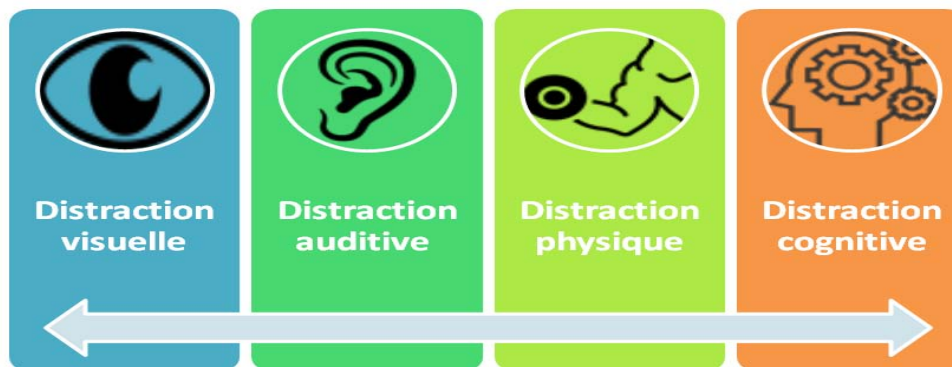 Distraction
visuelle
Distraction
auditive
Distraction
physique
Distraction
cognitive